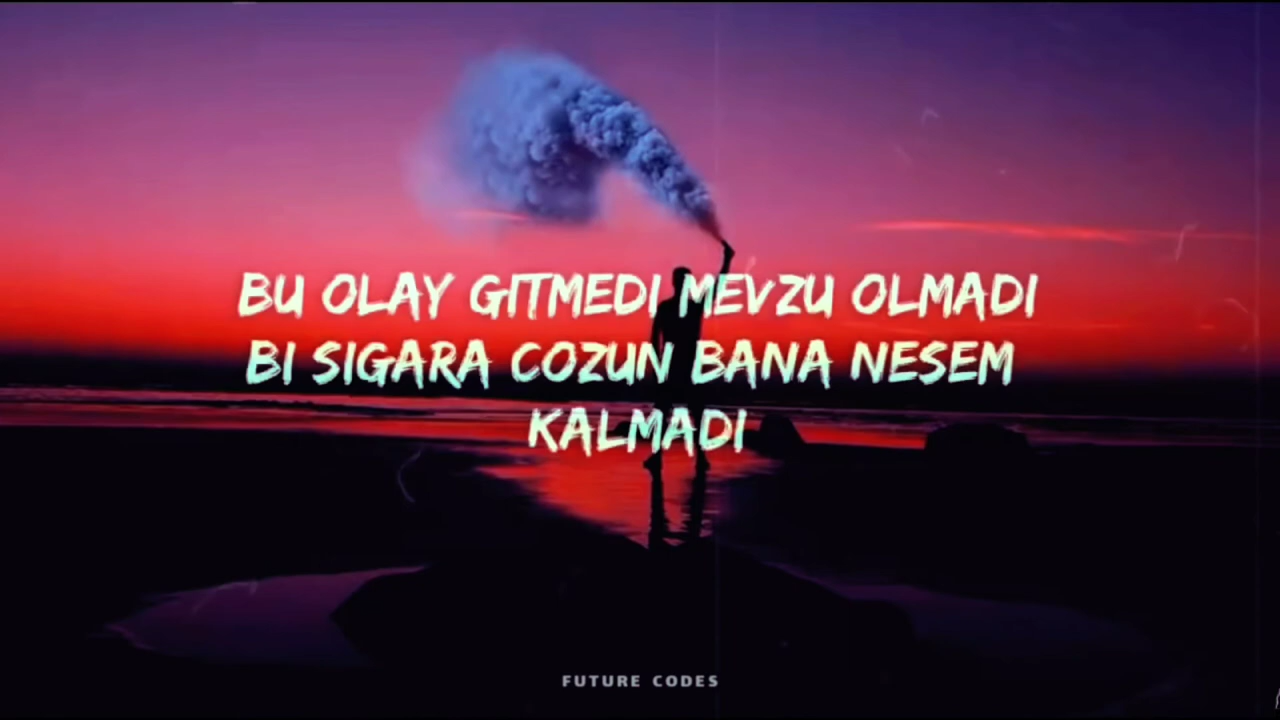 BU OLAY GITMEDI MEVZU OLMADI
BI SIGARA COZUN BANA NESEM
KALMADI
FUTURE CODES